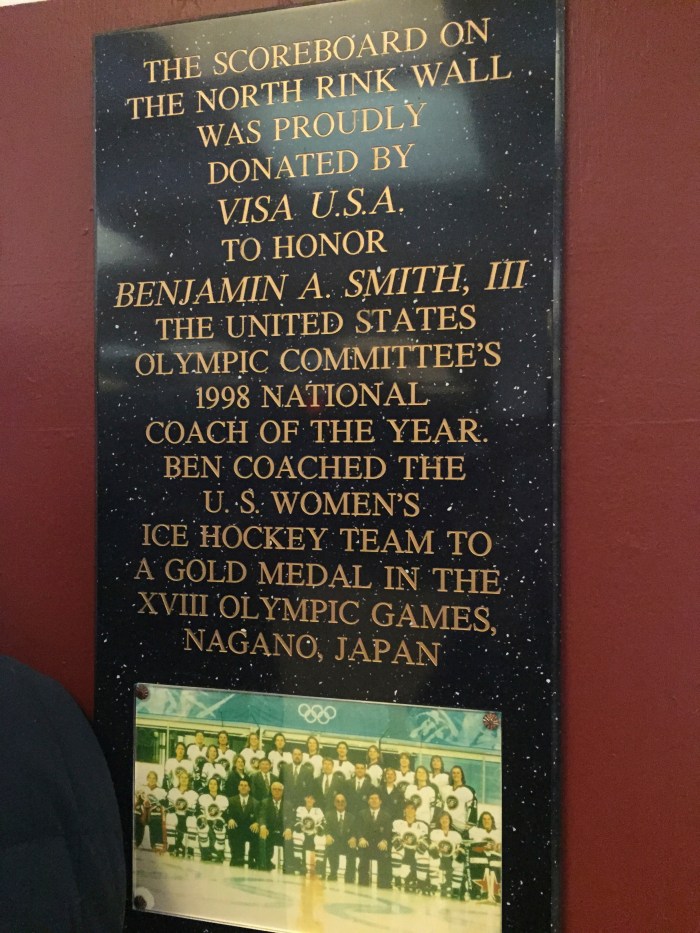 THE SCOREBOARD ON
THE NORTH RINK WALL
WAS PROUDLY
DONATED BY
VISA U.S.A.
TO HONOR
BENJAMIN A. SMITH, III
THE UNITED STATES
OLYMPIC COMMITTEE'S
1998 NATIONAL
COACH OF THE YEAR.
BEN COACHED THE
U. S. WOMEN'S
ICE HOCKEY TEAM TO
A GOLD MEDAL IN THE
XVIII OLYMPIC GAMES,
NAGANO, JAPAN